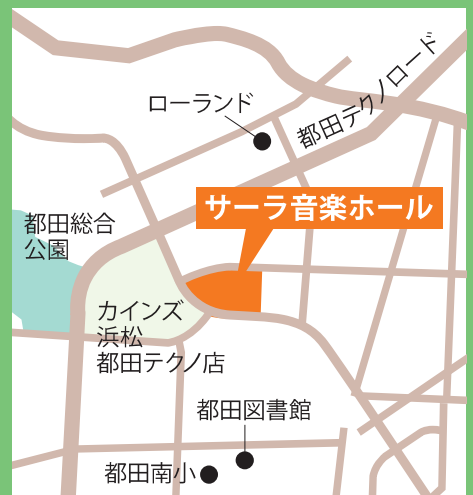 ローランド
都田テクノロード
サーラ音楽ホール
都田総合
公園
カインズ
浜松
都田テクノ店
都田図書館
都田南小